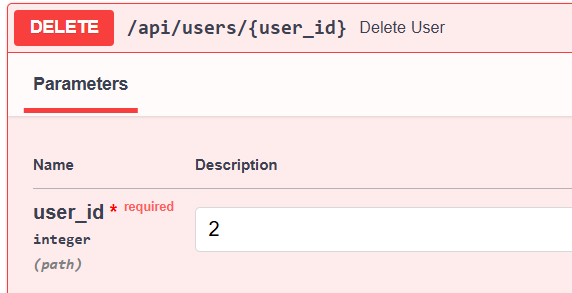 DELETE /api/users/{user_id} Delete User
Parameters
Name Description
user_id * required
integer
(path)
2